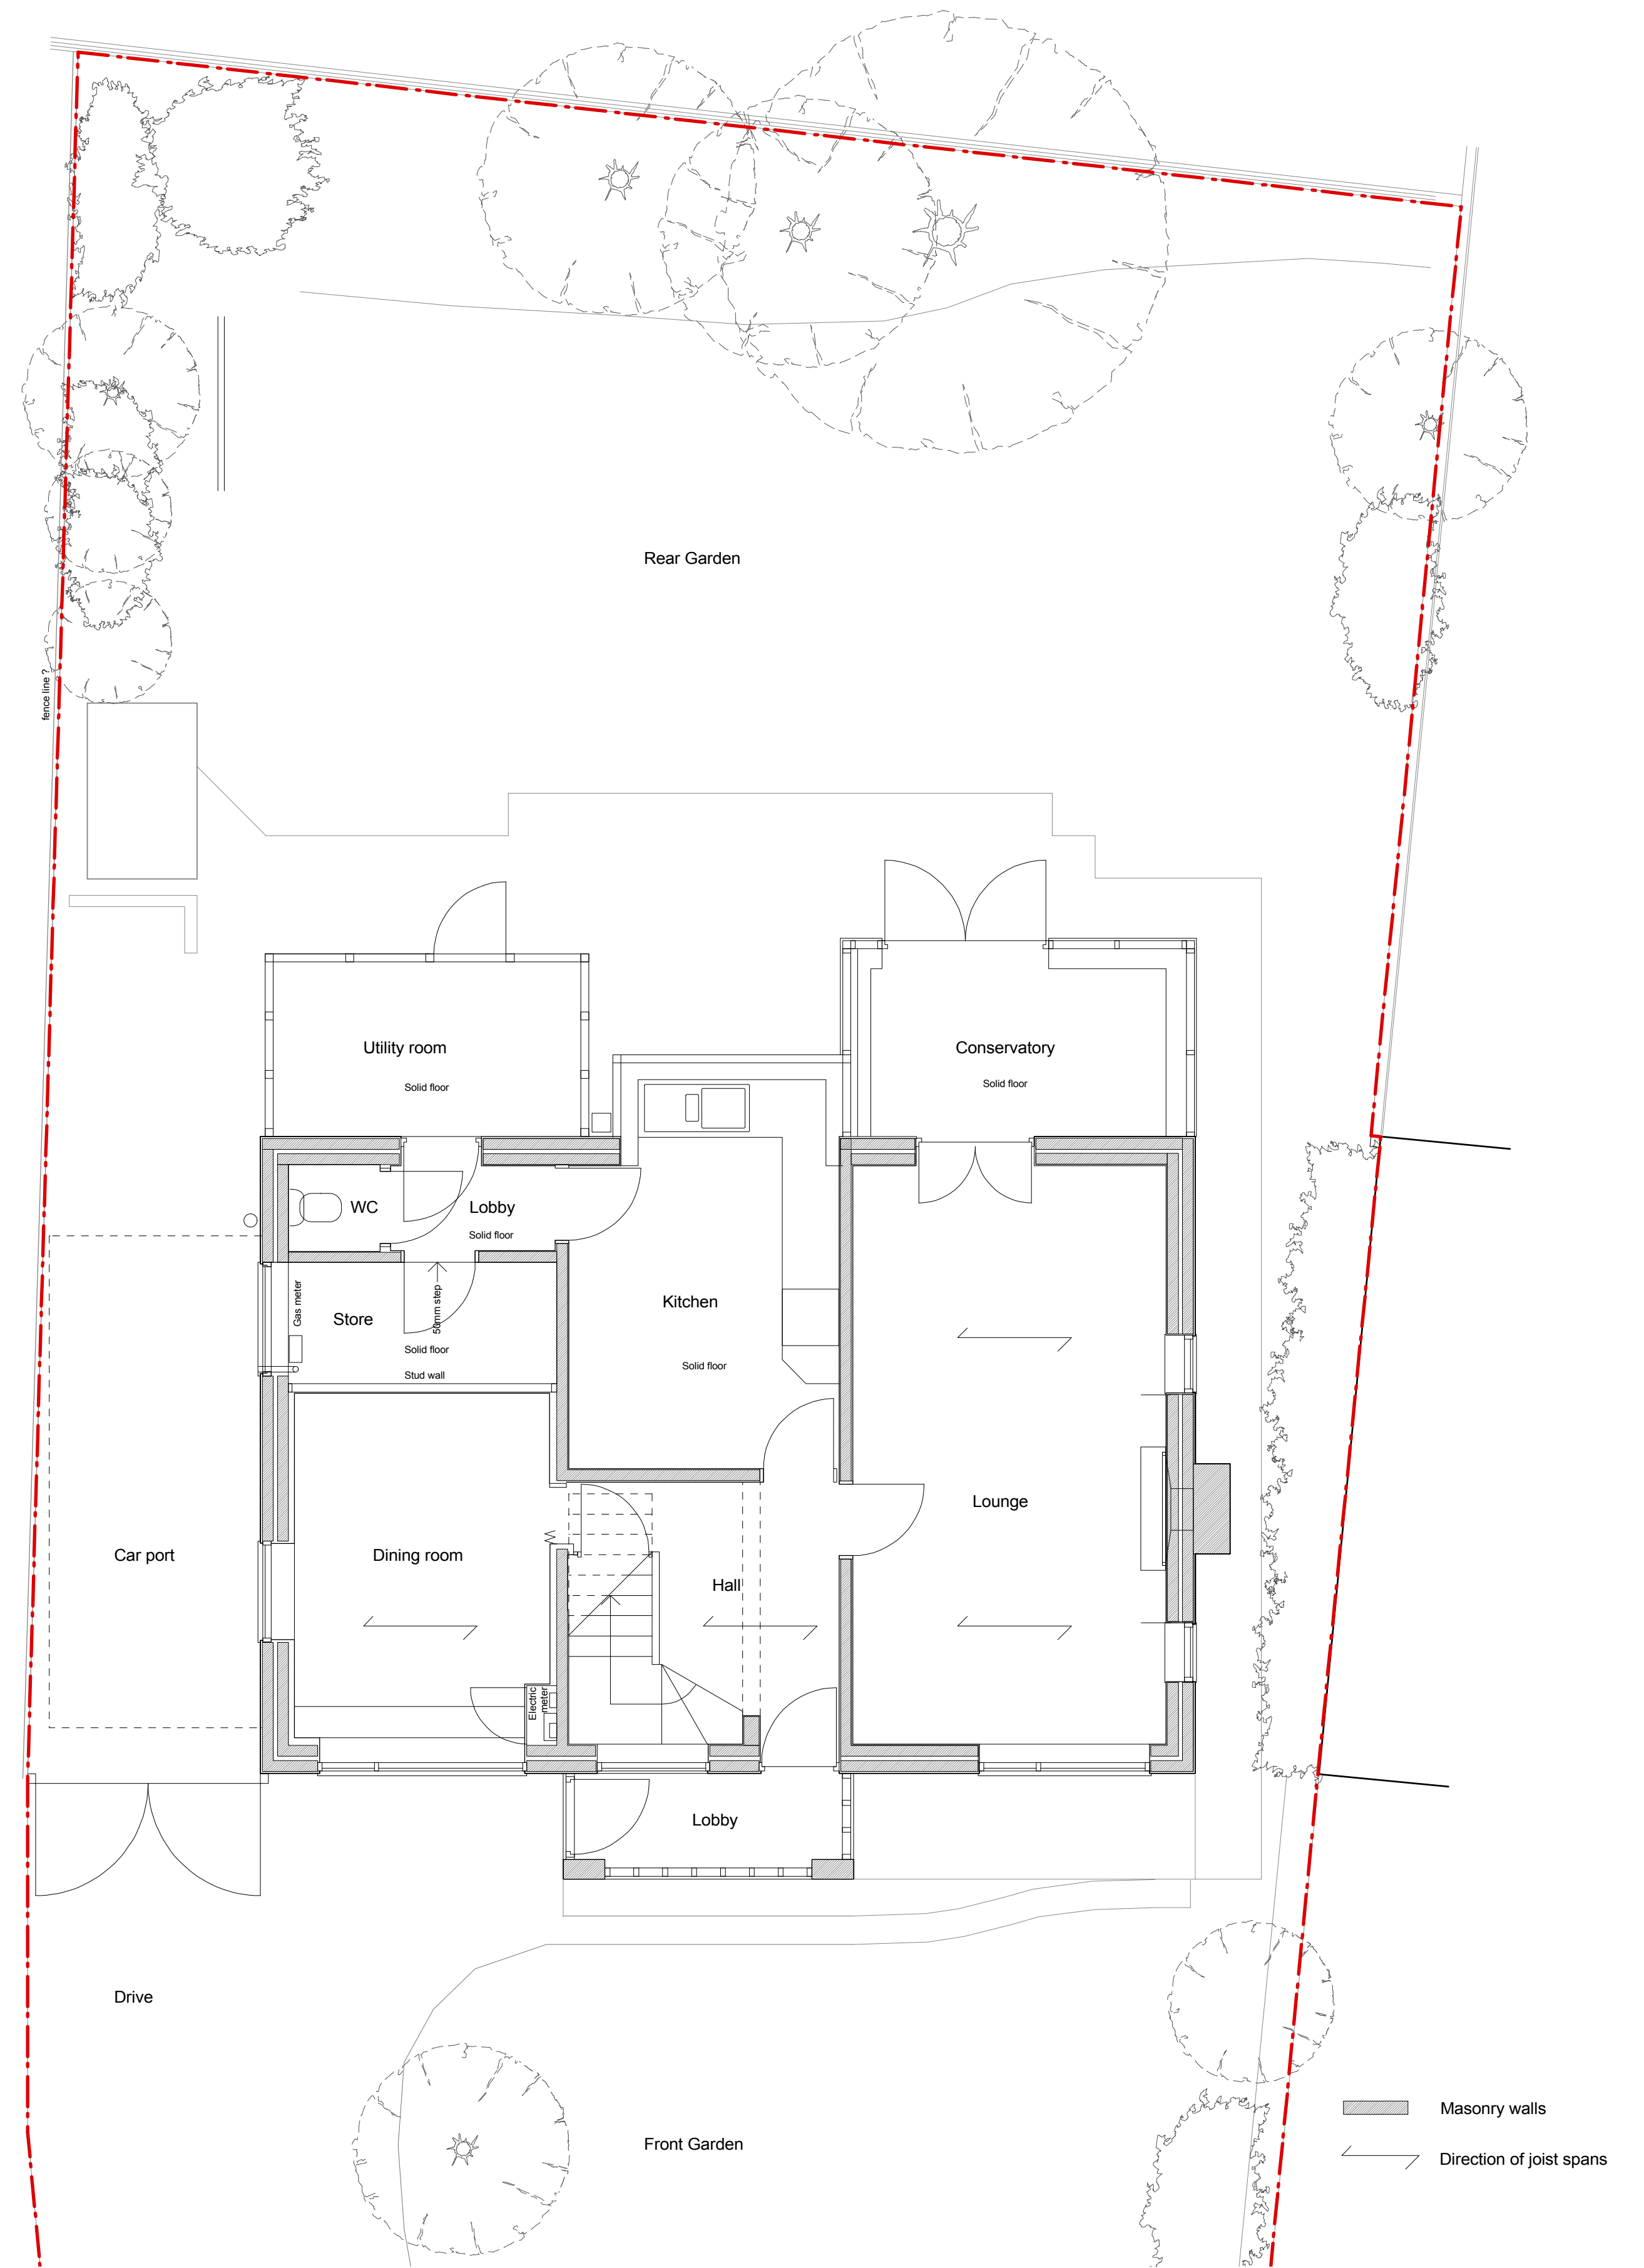 fence line ?
Rear Garden
Utility room
Solid floor
Conservatory
Solid floor
WC
Lobby
Solid floor
Gas meter
Store
50mm step
Solid floor
Stud wall
Kitchen
Solid floor
Lounge
Car port
Dining room
Hall
Electric
meter
Lobby
Drive
Front Garden
Masonry walls
Direction of joist spans